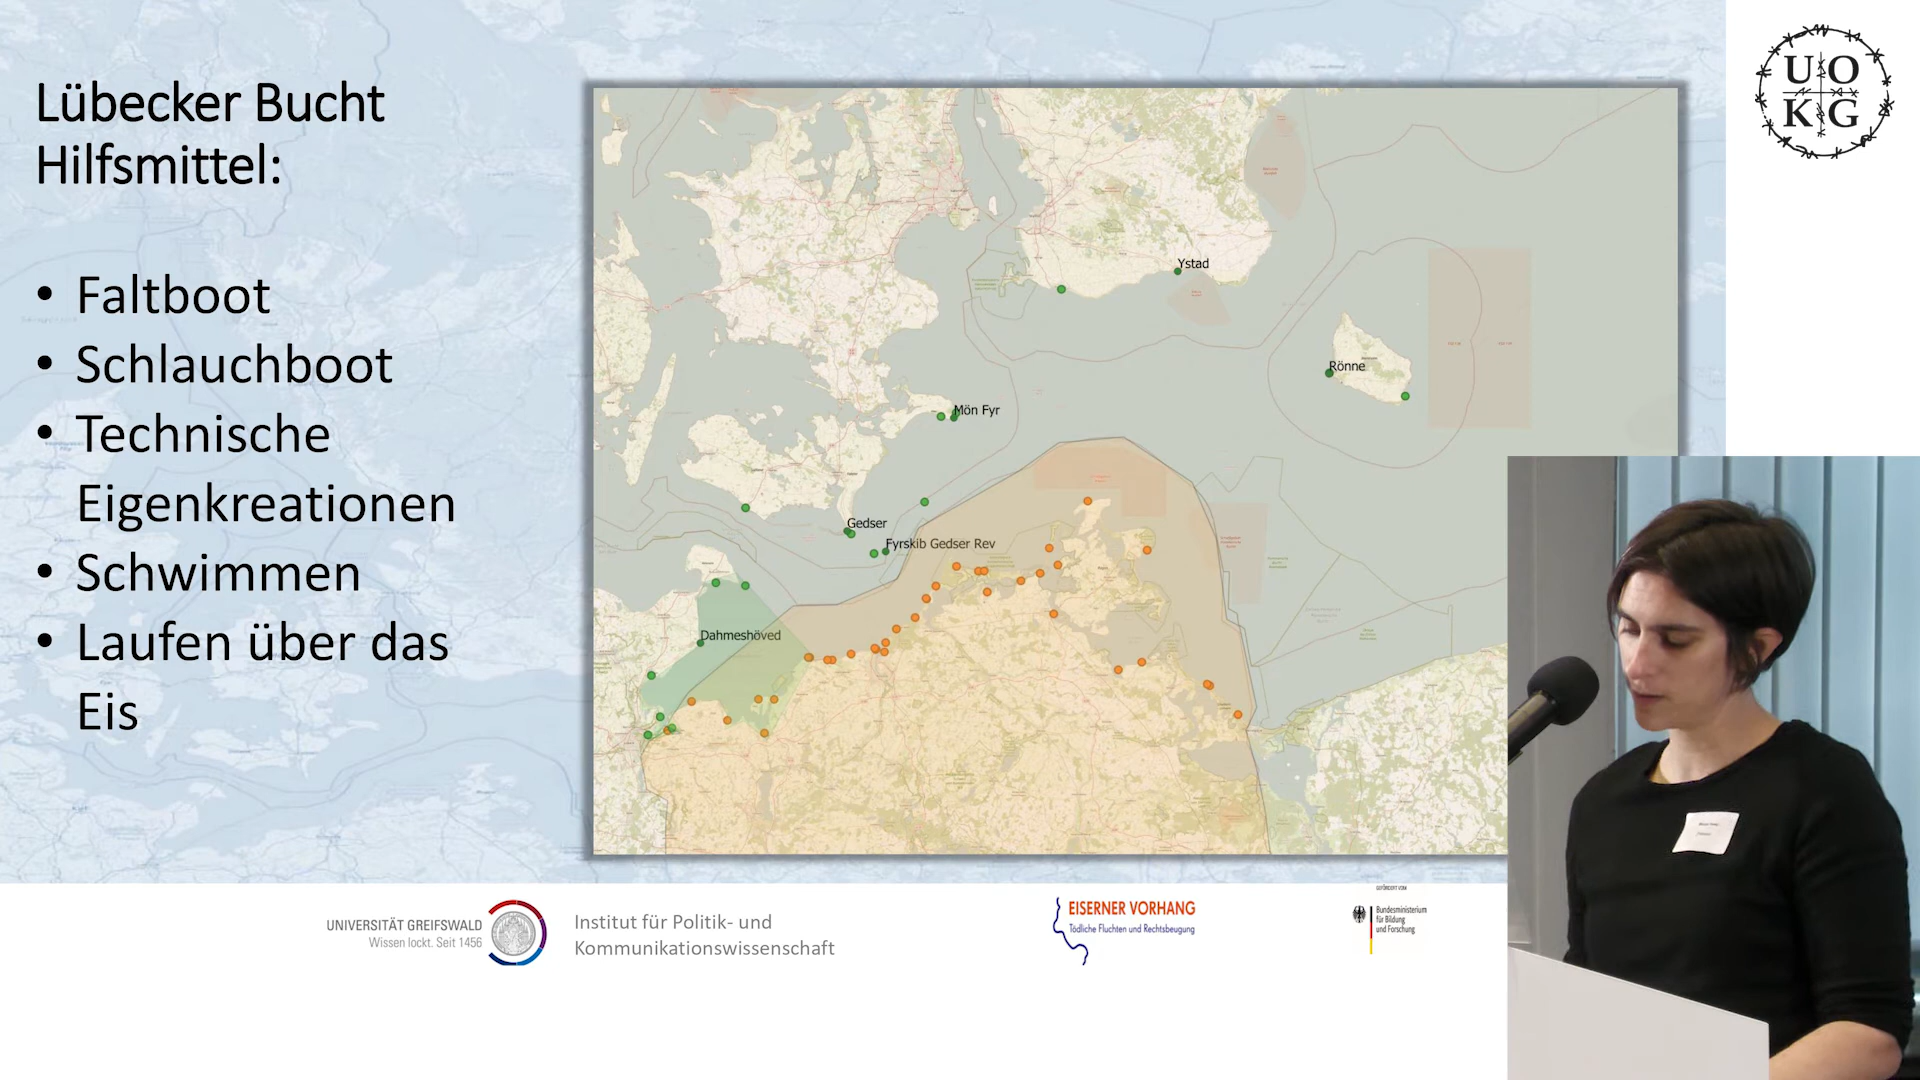 Lübecker Bucht
Hilfsmittel:
• Faltboot
• Schlauchboot
• Technische
Eigenkreationen
• Schwimmen
• Laufen über das
Eis
Ystad
Rönne
Mön Fyr
Gedser
Fyrskib Gedser Rev
Dahmeshöved
UO
KG
UNIVERSITÄT GREIFSWALD
Wissen lockt. Seit 1456
Institut für Politik- und
Kommunikationswissenschaft
EISERNER VORHANG
Tödliche Fluchten und Rechtsbeugung
GEFÖRDERT VOM
Bundesministerium
für Bildung
und Forschung